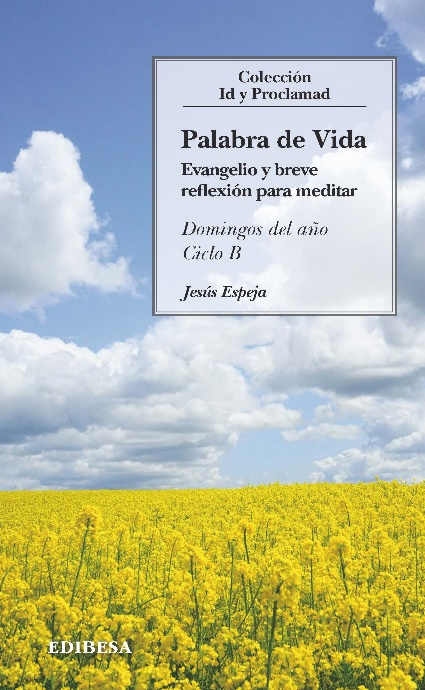 Colección
Id y Proclamad
Palabra de Vida
Evangelio y breve
reflexión para meditar
Domingos del año
Ciclo B
Jesús Espeja
EDIBESA